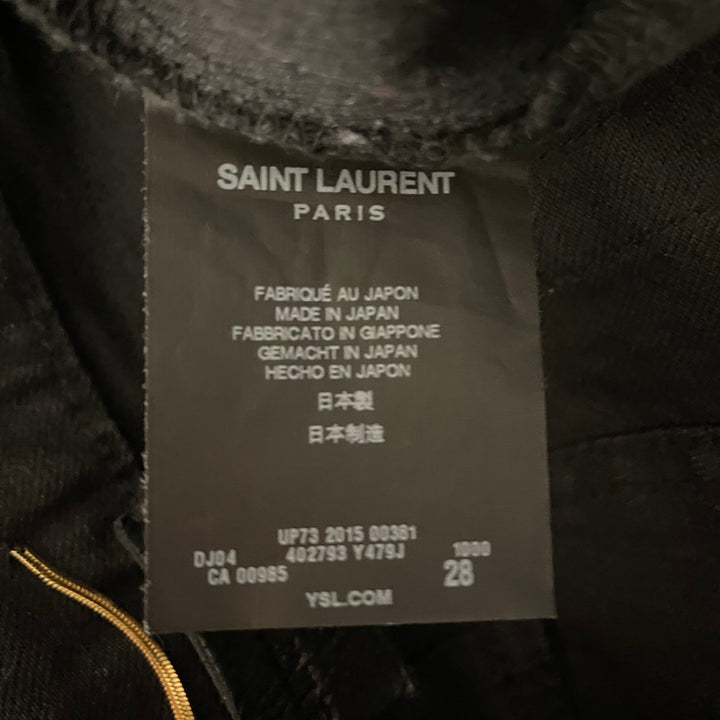 SAINT LAURENT
PARIS
FABRIQUÉ AU JAPON
MADE IN JAPAN
FABBRICATO IN GIAPPONE
GEMACHT IN JAPAN
HECHO EN JAPON
日本製
日本制造
UP73 2015 00381
DJ04 402793 Y479J 1000
CA 00965 28
YSL.COM